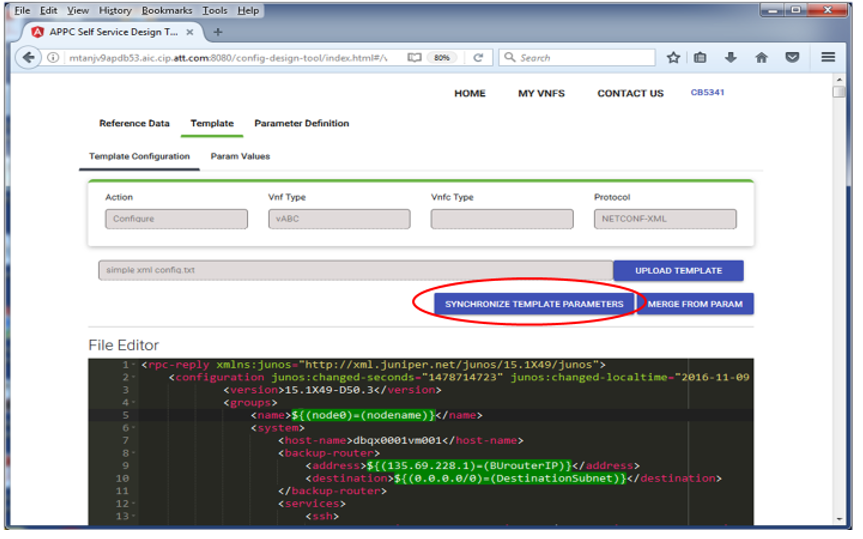 File Edit View History Bookmarks Tools Help
APPC Self Service Design T... × +
mtanjv9apdb53.aic.cip.att.com:8080/config-design-tool/index.html#/v 80% Search
HOME MY VNFS CONTACT US CB5341
Reference Data Template Parameter Definition
Template Configuration Param Values
Action Vnf Type Vnfc Type Protocol
Configure vABC NETCONF-XML
simple xml config.txt UPLOAD TEMPLATE
SYNCHRONIZE TEMPLATE PARAMETERS MERGE FROM PARAM
File Editor
1 <rpc-reply xmlns:junos="http://xml.juniper.net/junos/15.1X49/junos">
2 <configuration junos:changed-seconds="1478714723" junos:changed-localtime="2016-11-09
3 <version>15.1X49-D50.3</version>
4 <groups>
5 <name>${(node0)=(nodename)}</name>
6 <system>
7 <host-name>dbqx0001vm001</host-name>
8 <backup-router>
9 <address>${(135.69.228.1)=(BUrouterIP)}</address>
10 <destination>${(0.0.0.0/0)=(DestinationSubnet)}</destination>
11 </backup-router>
12 <services>
13 <ssh>